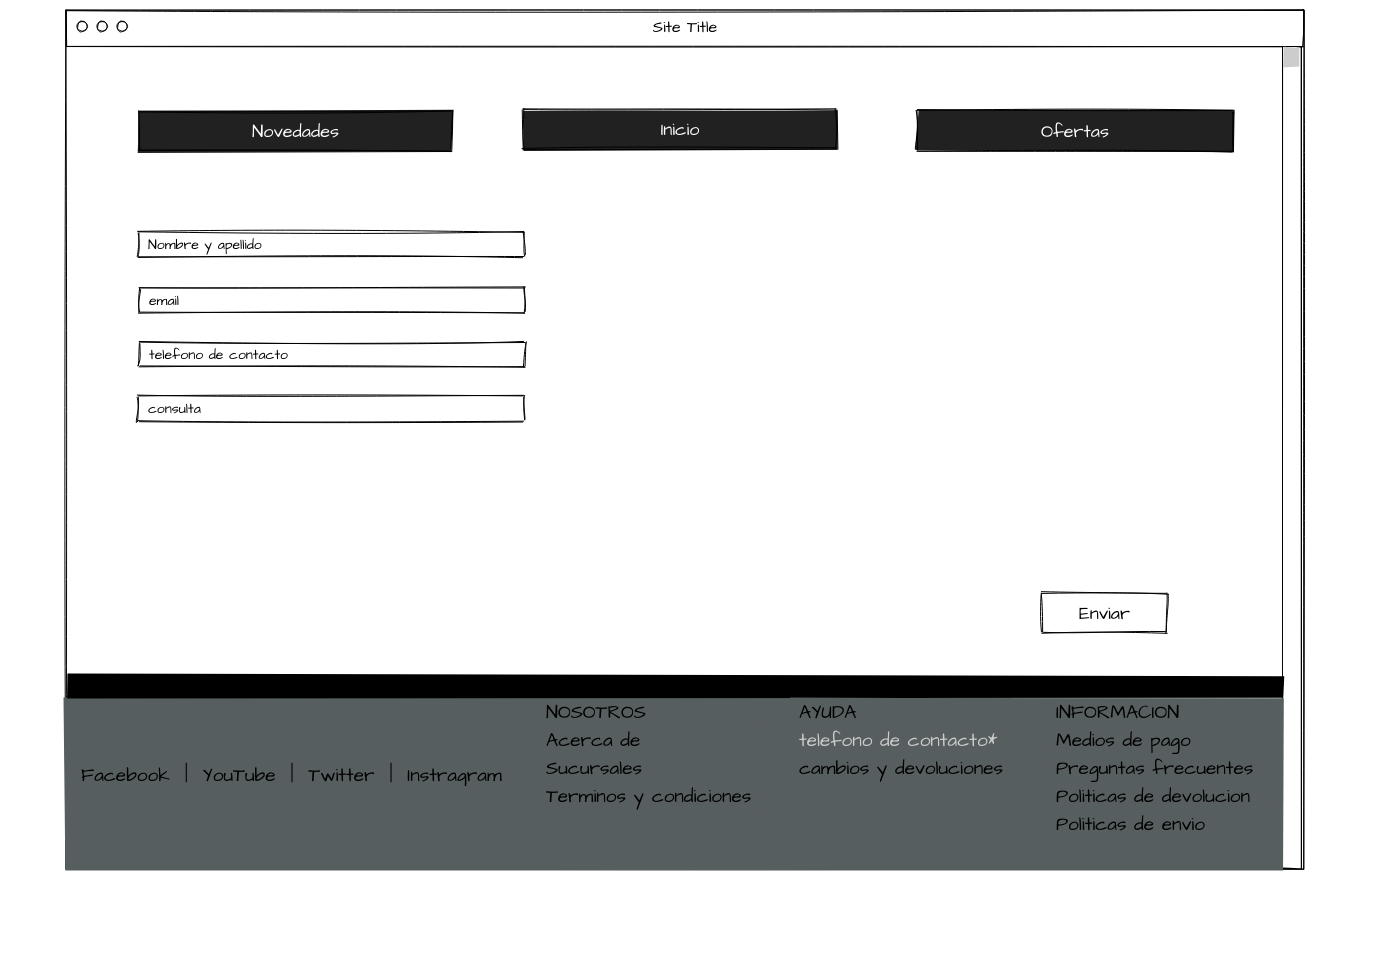 Site Title
Novedades
Inicio
Ofertas
Nombre y apellido
email
telefono de contacto
consulta
Enviar
Facebook | YouTube | Twitter | Instraqram
NOSOTROS
Acerca de
Sucursales
Terminos y condiciones
AYUDA
telefono de contacto*
cambios y devoluciones
INFORMACION
Medios de pago
Preguntas frecuentes
Politicas de devolucion
Politicas de envio